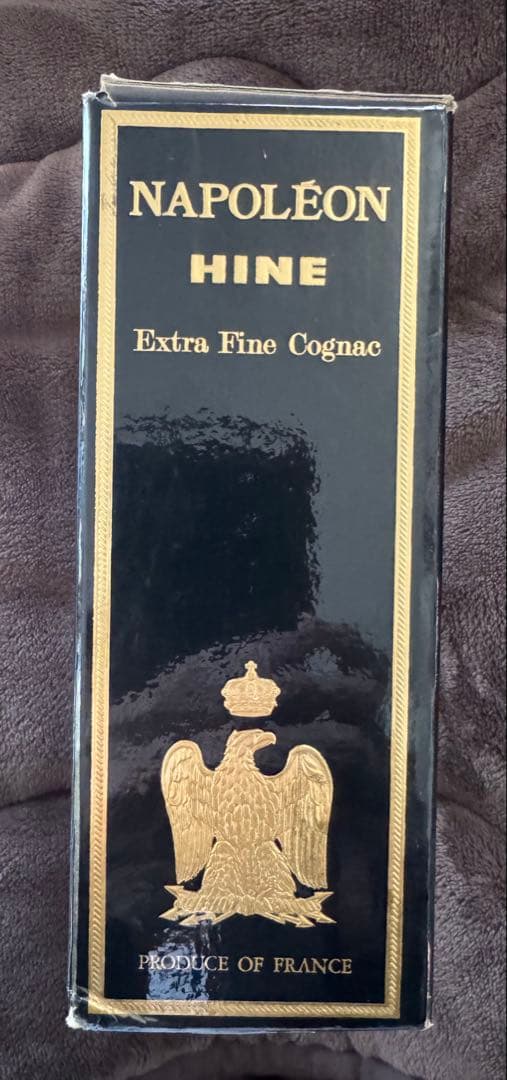 NAPOLÉON
HINE
Extra Fine Cognac
PRODUCE OF FRANCE